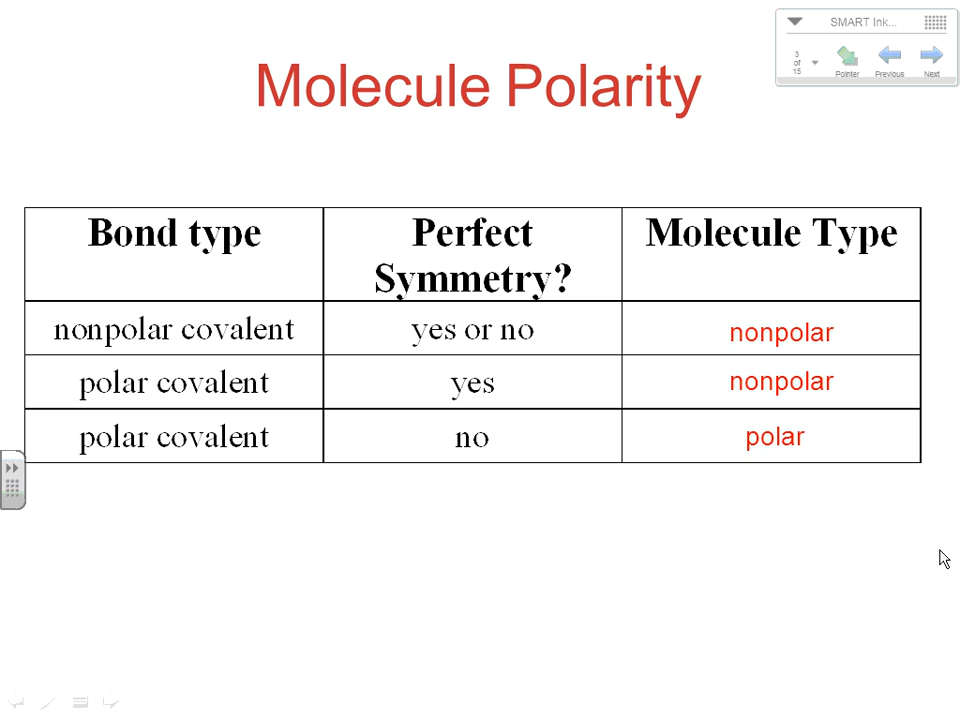 SMART Ink...
3
of
15
Pointer Previous Next
Molecule Polarity
Bond type Perfect Symmetry? Molecule Type
nonpolar covalent yes or no nonpolar
polar covalent yes nonpolar
polar covalent no polar